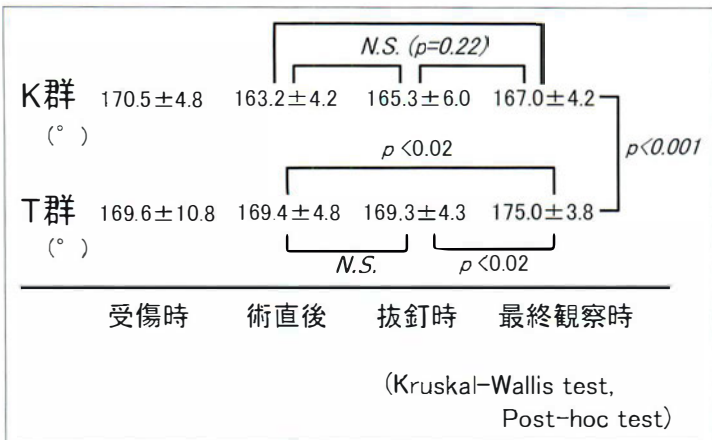 N.S. (p=0.22)
K群 170.5±4.8 163.2±4.2 165.3±6.0 167.0±4.2
(°)
p<0.001
p <0.02
T群 169.6±10.8 169.4±4.8 169.3±4.3 175.0±3.8
(°)
N.S. p <0.02
受傷時 術直後 抜釘時 最終観察時
(Kruskal-Wallis test,
Post-hoc test)